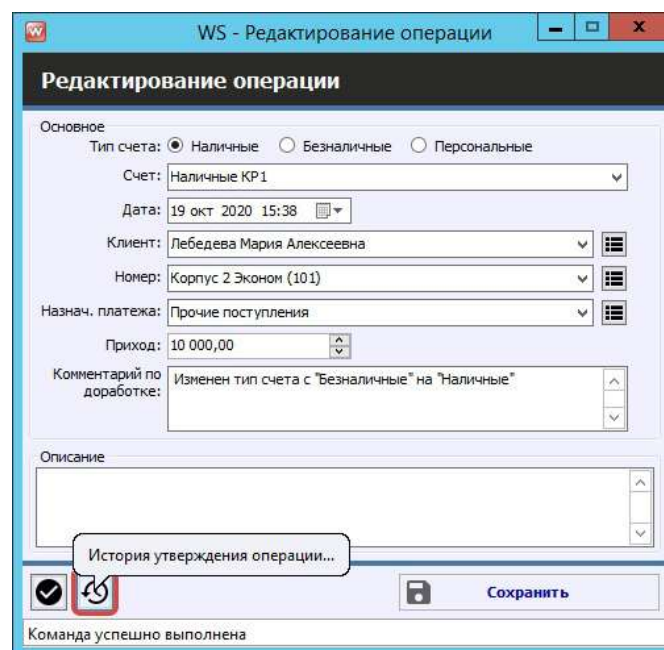 WS - Редактирование операции
Редактирование операции
Основное
Тип счета: Наличные Безналичные Персональные
Счет: Наличные КР1
Дата: 19 окт 2020 15:38
Клиент: Лебедева Мария Алексеевна
Номер: Корпус 2 Эконом (101)
Назнач. платежа: Прочие поступления
Приход: 10 000,00
Комментарий по доработке: Изменен тип счета с "Безналичные" на "Наличные"
Описание
История утверждения операции...
Сохранить
Команда успешно выполнена